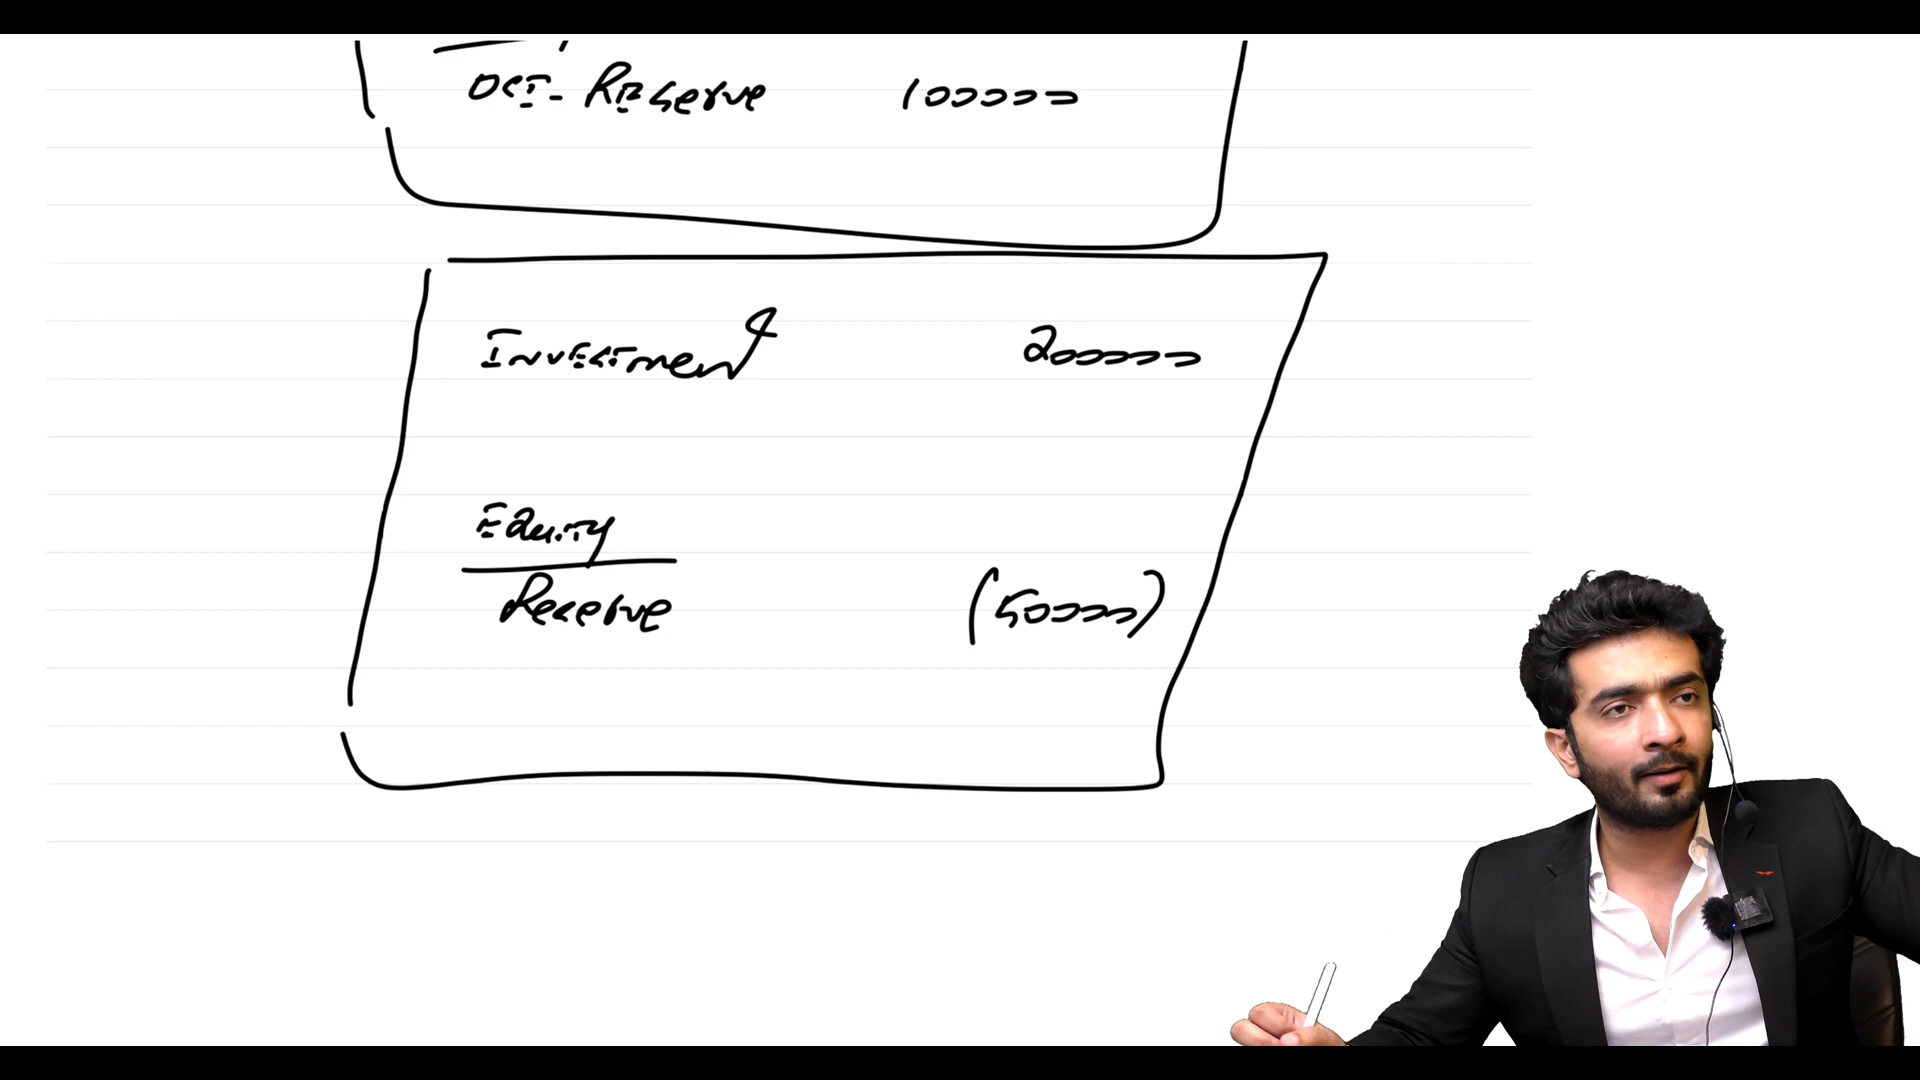 OCI- Reserve 100000
Investment 200000
Equity
Reserve (50000)